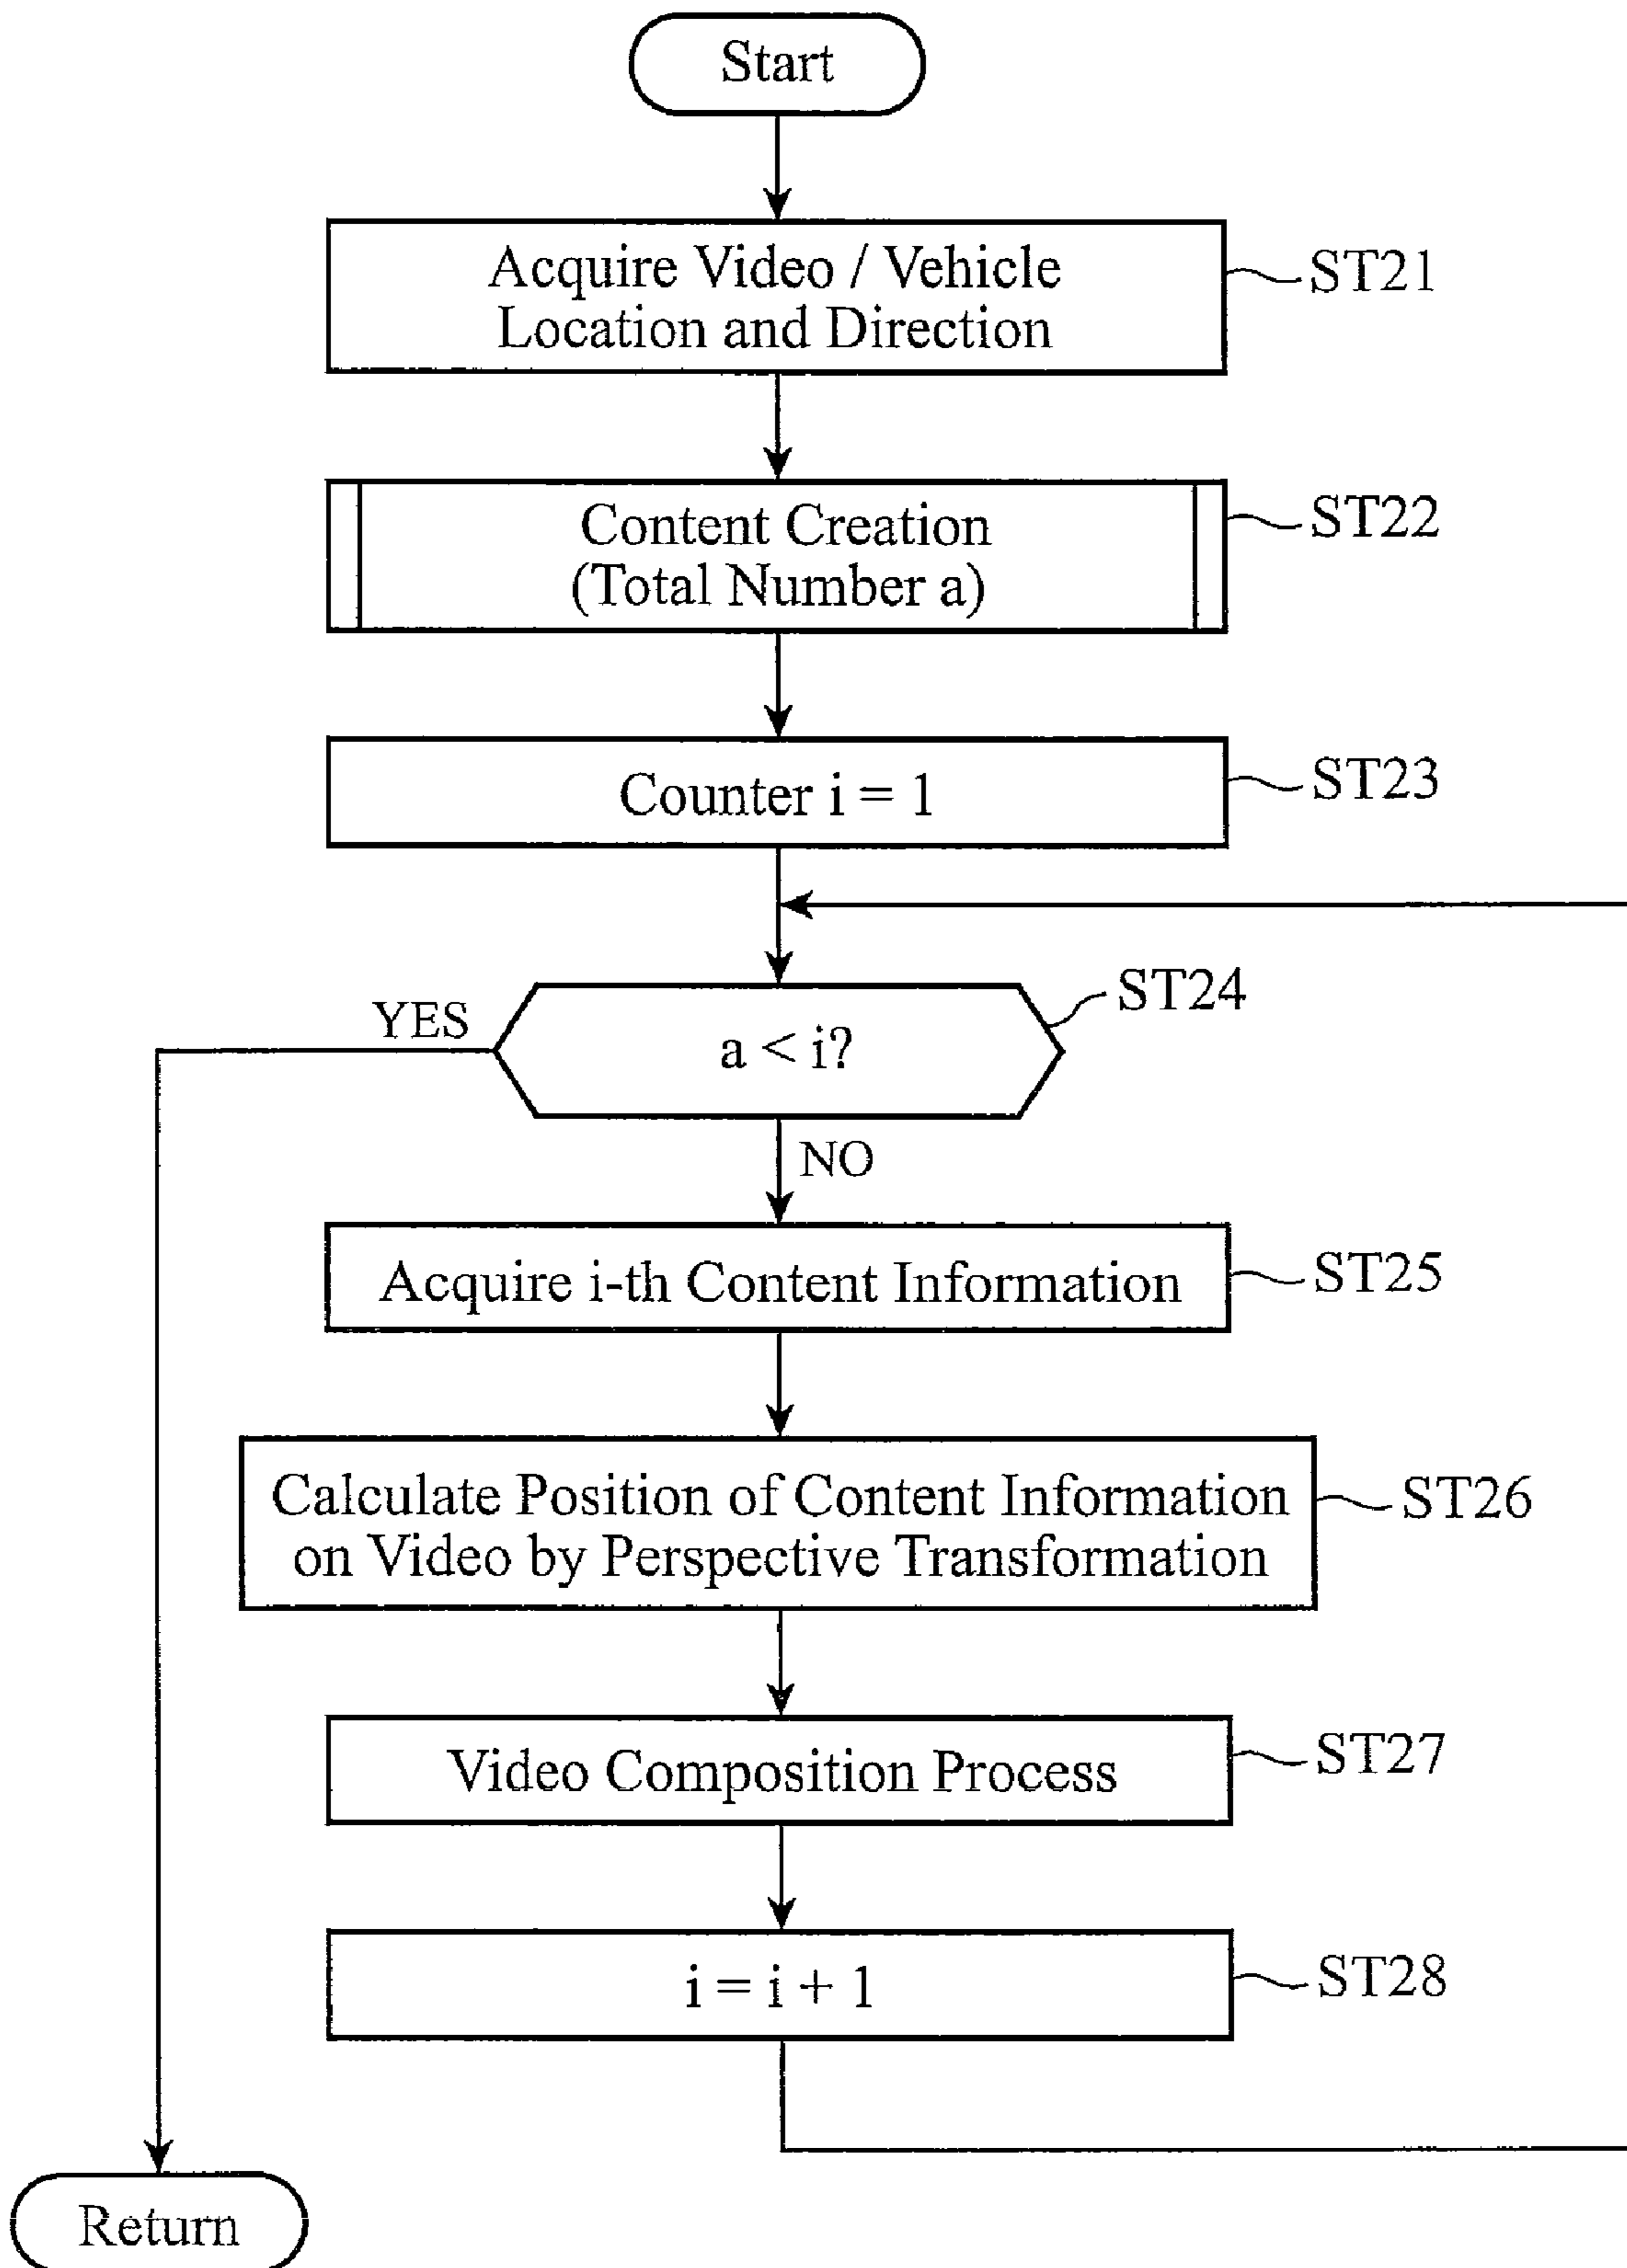 Start
Acquire Video / Vehicle
Location and Direction
ST21
Content Creation
(Total Number a)
ST22
Counter i = 1
ST23
a < i?
ST24
YES
NO
Acquire i-th Content Information
ST25
Calculate Position of Content Information
on Video by Perspective Transformation
ST26
Video Composition Process
ST27
i = i + 1
ST28
Return